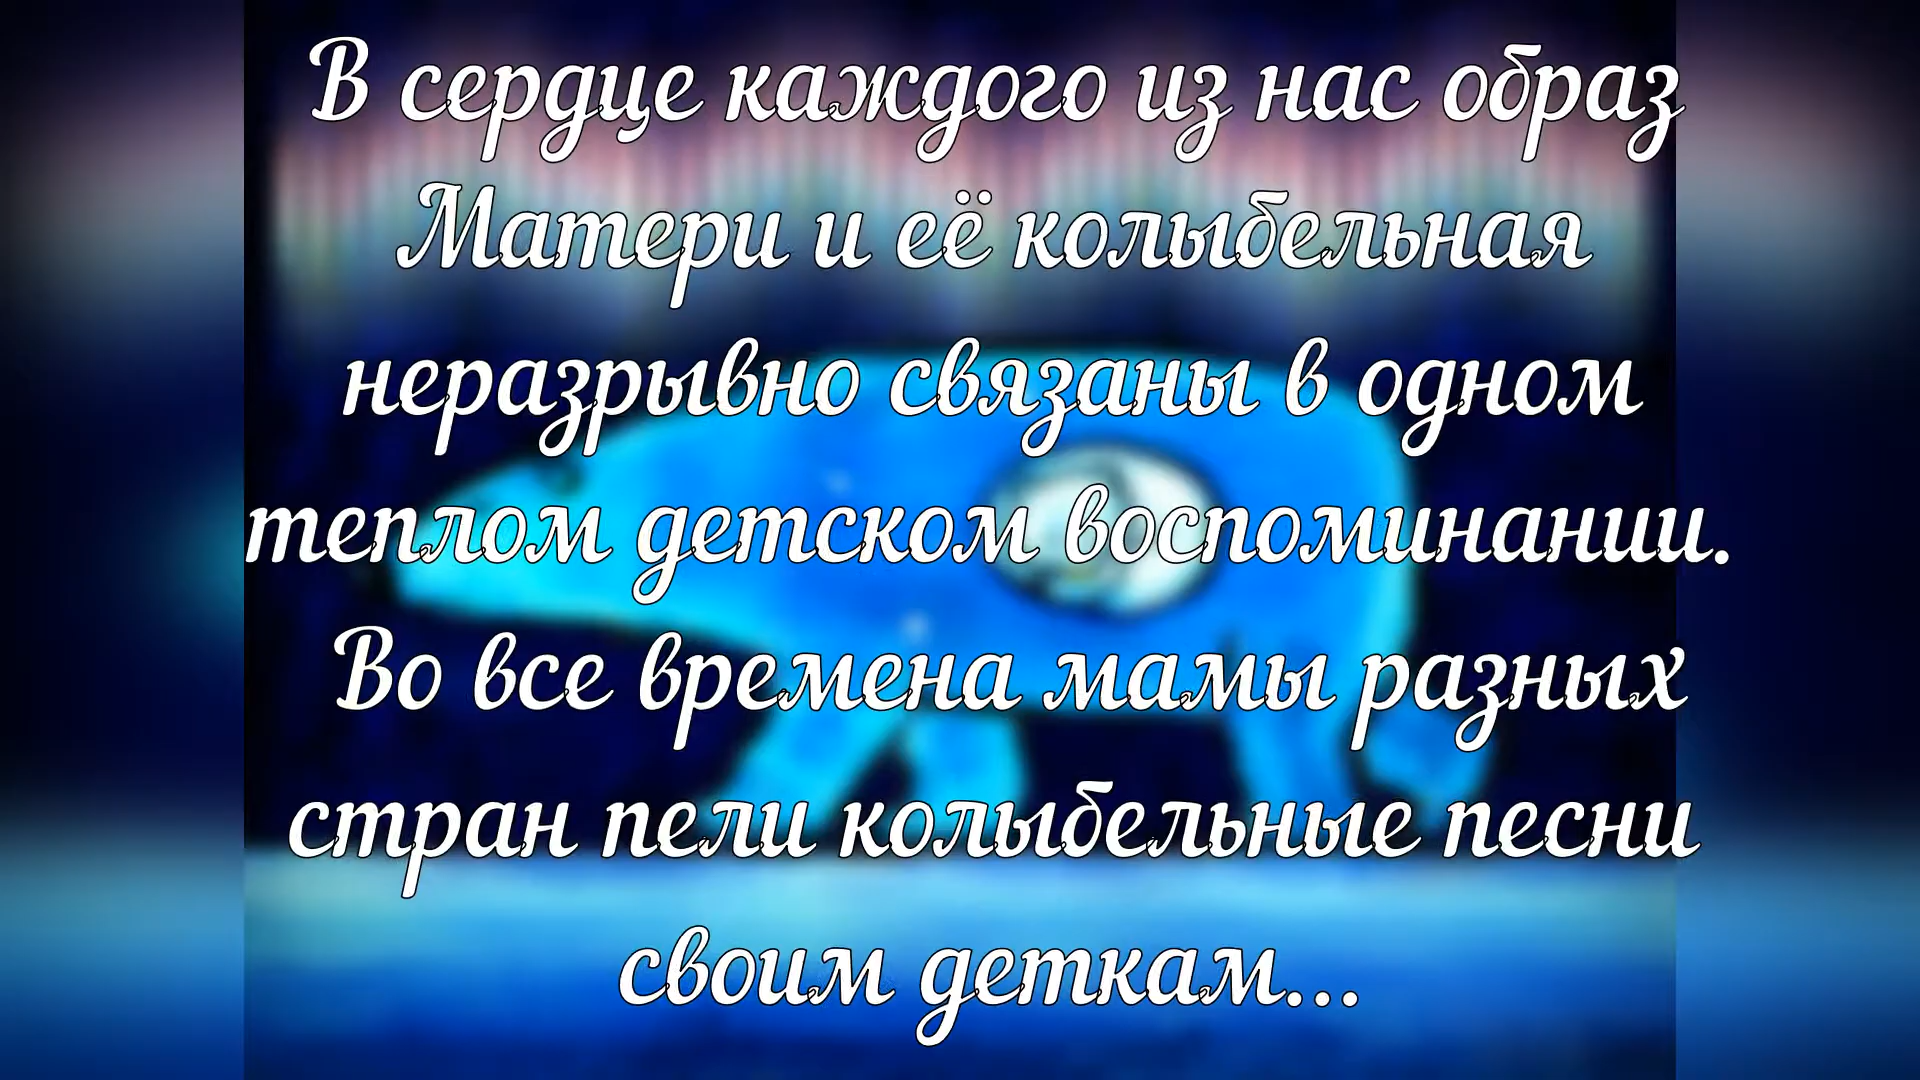 В сердце каждого из нас образ
Матери и её колыбельная
неразрывно связаны в одном
теплом детском воспоминании.
Во все времена мамы разных
стран пели колыбельные песни
своим деткам...